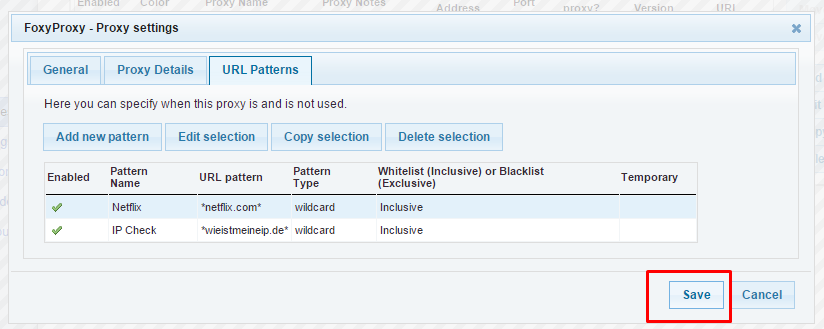 Enabled Color Proxy Name Proxy Notes Address Port proxy? Version URL
FoxyProxy - Proxy settings
General Proxy Details URL Patterns
Here you can specify when this proxy is and is not used.
Add new pattern Edit selection Copy selection Delete selection
Enabled Pattern Name URL pattern Pattern Type Whitelist (Inclusive) or Blacklist (Exclusive) Temporary
Netflix *netflix.com* wildcard Inclusive
IP Check *wieistmeineip.de* wildcard Inclusive
Save Cancel